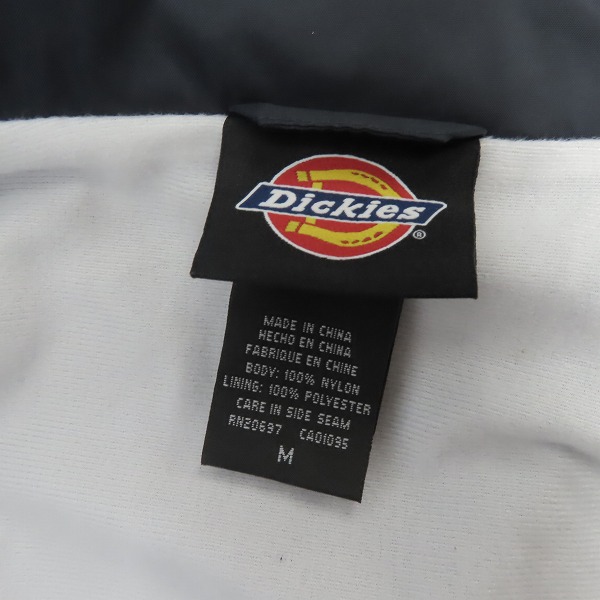 Dickies
®
MADE IN CHINA
HECHO EN CHINA
FABRIQUE EN CHINE
BODY: 100% NYLON
LINING: 100% POLYESTER
CARE IN SIDE SEAM
RN20697 CA01095
M